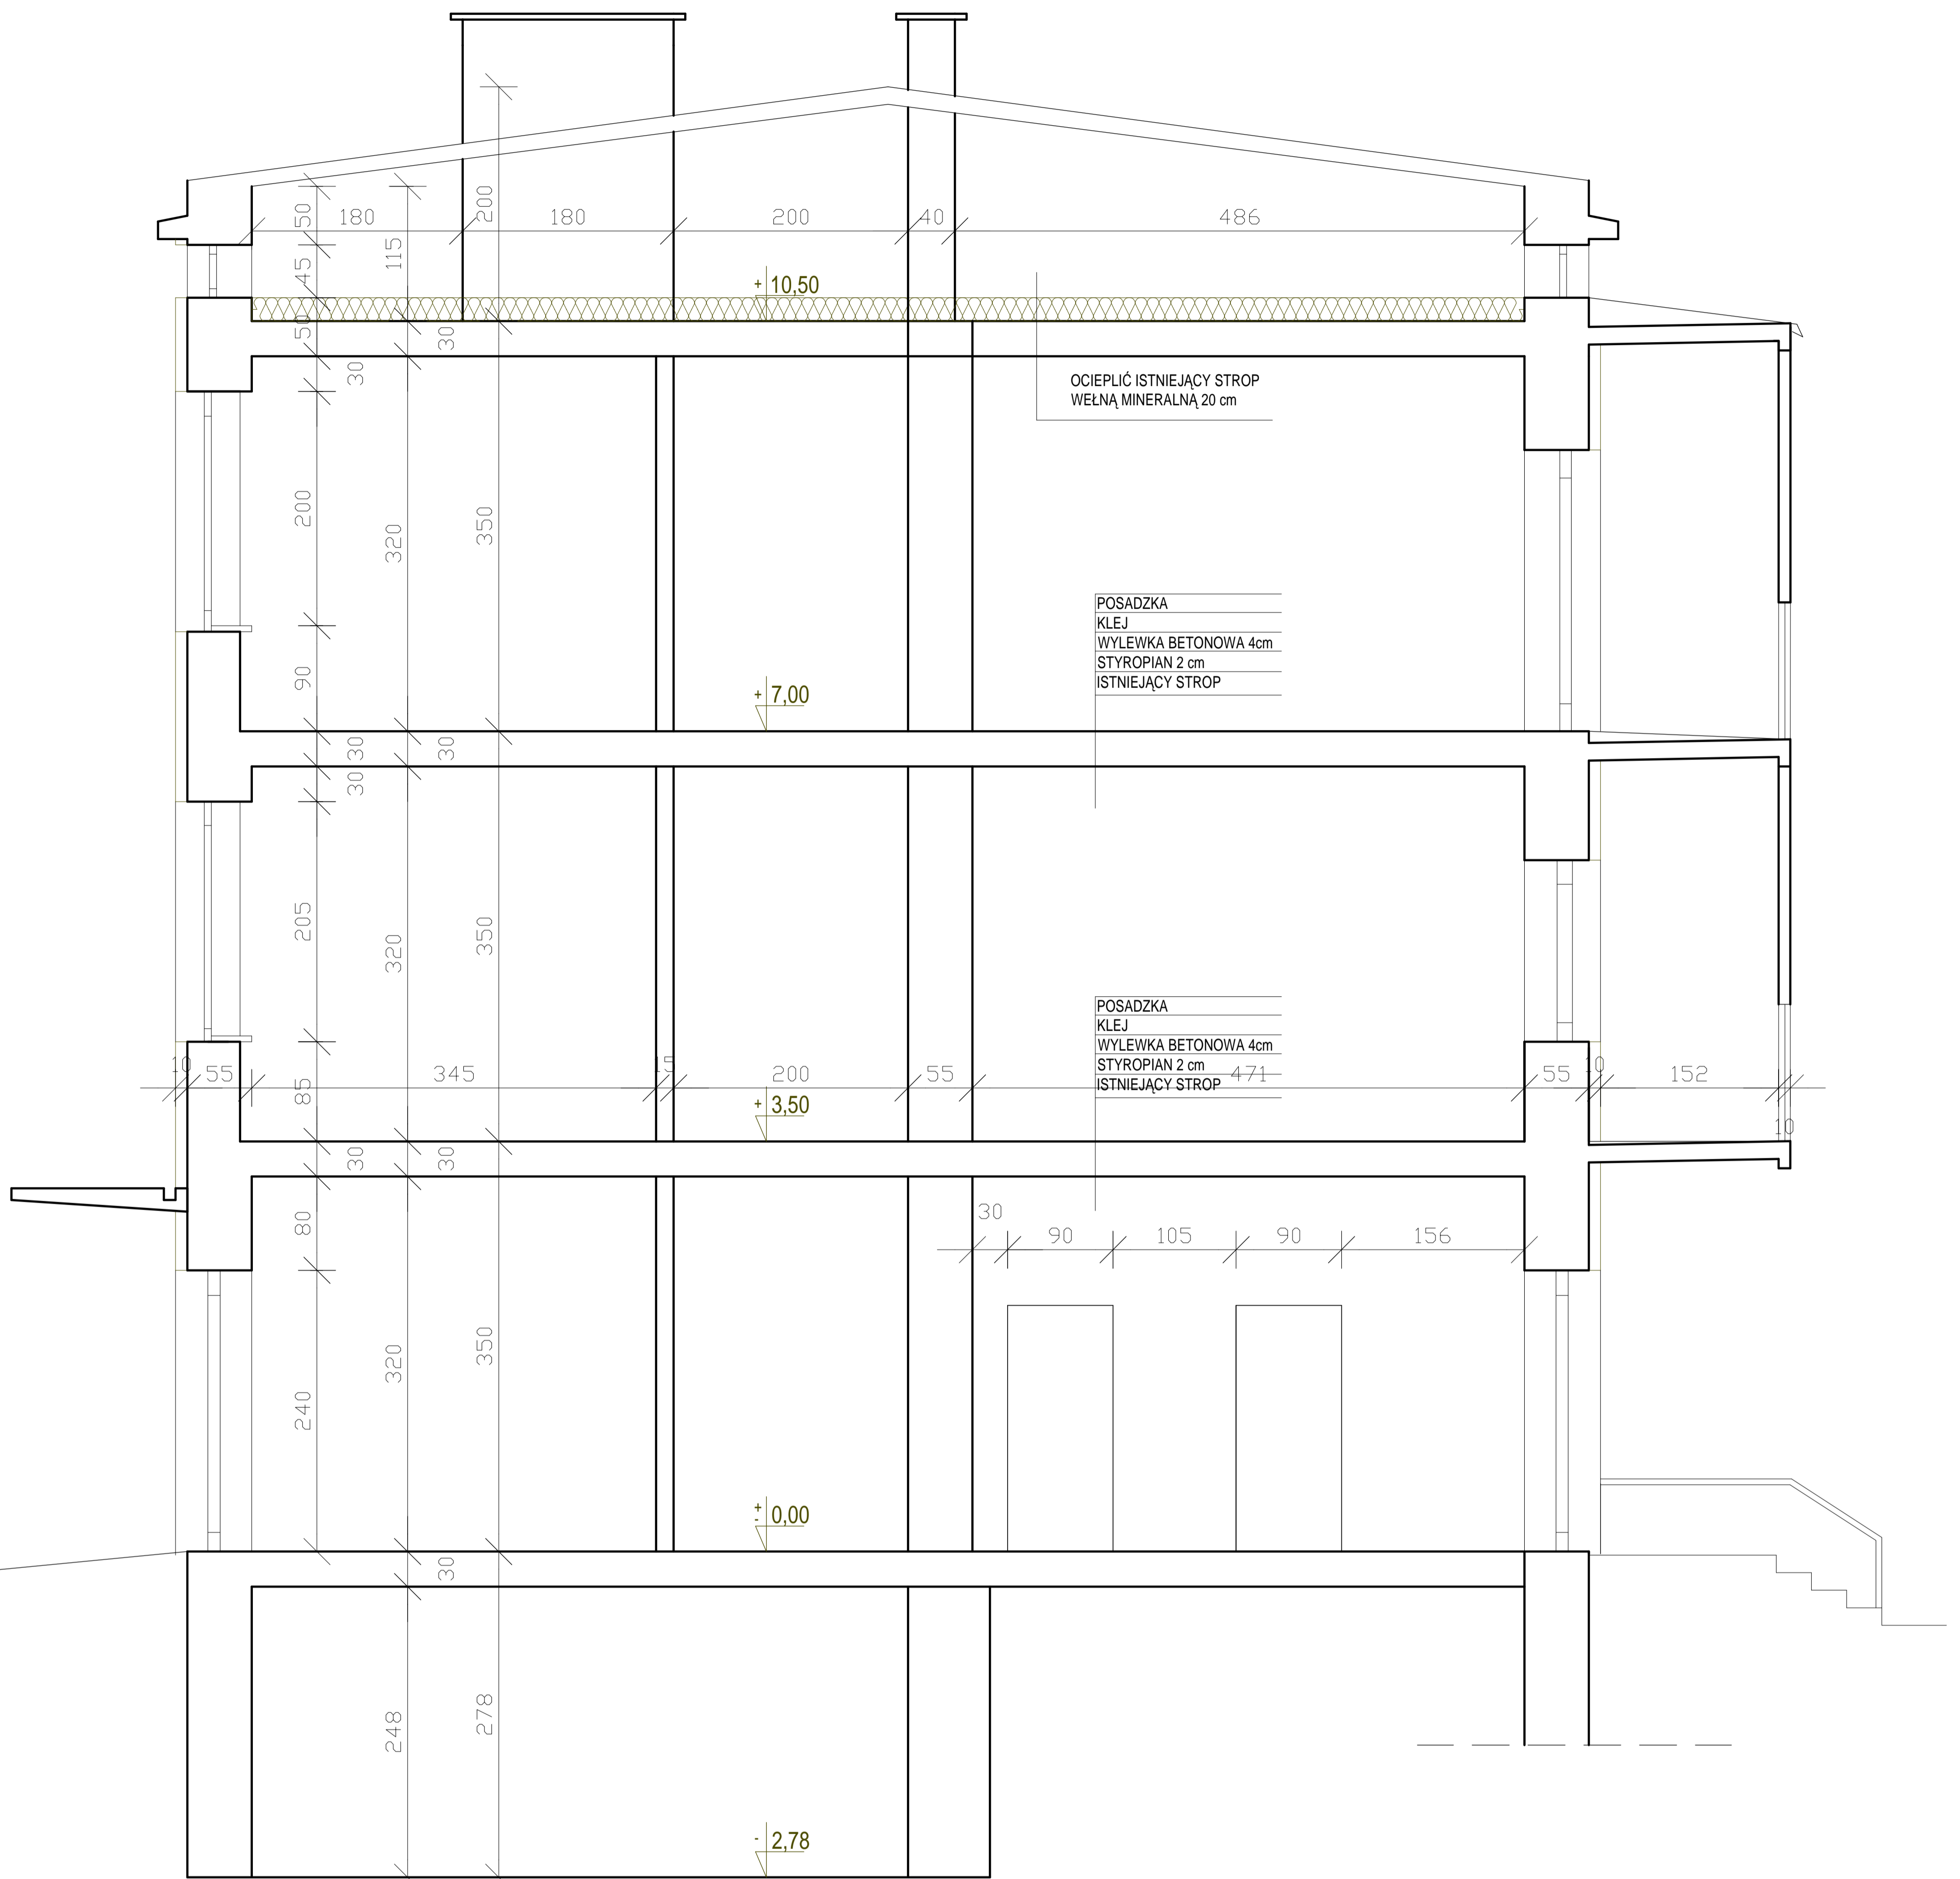 180 180 200 40 486
50
45
50
115
200
+ 10,50
30
30
OCIEPLIĆ ISTNIEJĄCY STROP
WEŁNĄ MINERALNĄ 20 cm
200
320
350
POSADZKA
KLEJ
WYLEWKA BETONOWA 4cm
STYROPIAN 2 cm
ISTNIEJĄCY STROP
90
+ 7,00
30
30
30
205
320
350
POSADZKA
KLEJ
WYLEWKA BETONOWA 4cm
STYROPIAN 2 cm
ISTNIEJĄCY STROP
10 55 345 15 200 55 471 55 10 152
85
+ 3,50
10
30
30
80
30 90 105 90 156
240
320
350
+
- 0,00
30
248
278
- 2,78